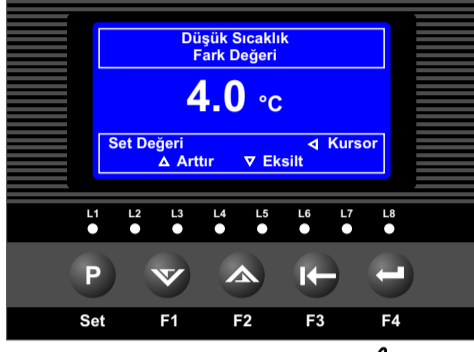 Düşük Sıcaklık
Fark Değeri
4.0 °C
Set Değeri ◁ Kursor
△ Arttır ▽ Eksilt
L1 L2 L3 L4 L5 L6 L7 L8
P
Set F1 F2 F3 F4